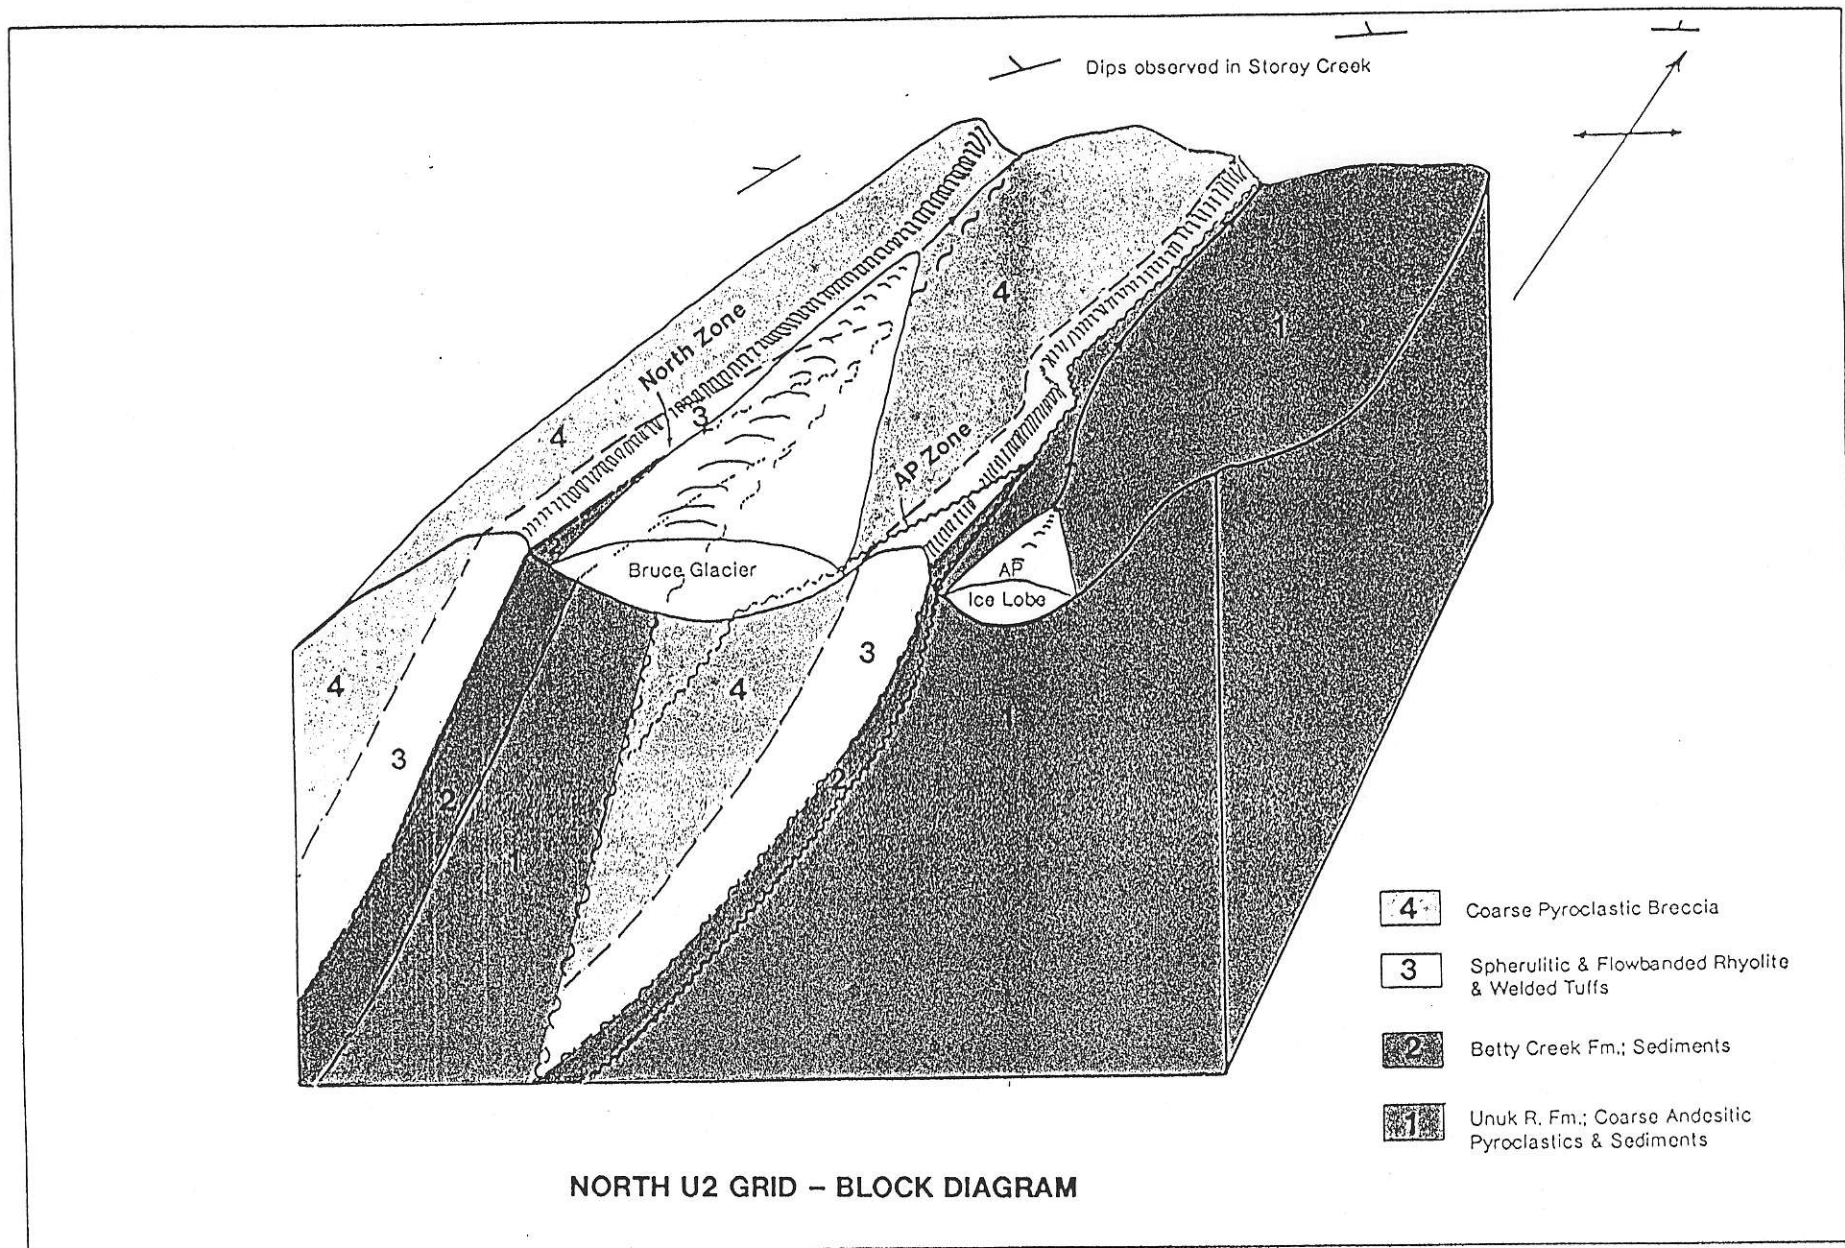 Dips observed in Storey Creek
4
1
North Zone
3
4
AP Zone
2
2
Bruce Glacier
AP
Ice Lobe
4
3
2
1
4
3
2
1
4 Coarse Pyroclastic Breccia
3 Spherulitic & Flowbanded Rhyolite
& Welded Tuffs
2 Betty Creek Fm.; Sediments
1 Unuk R. Fm.; Coarse Andesitic
Pyroclastics & Sediments
NORTH U2 GRID – BLOCK DIAGRAM